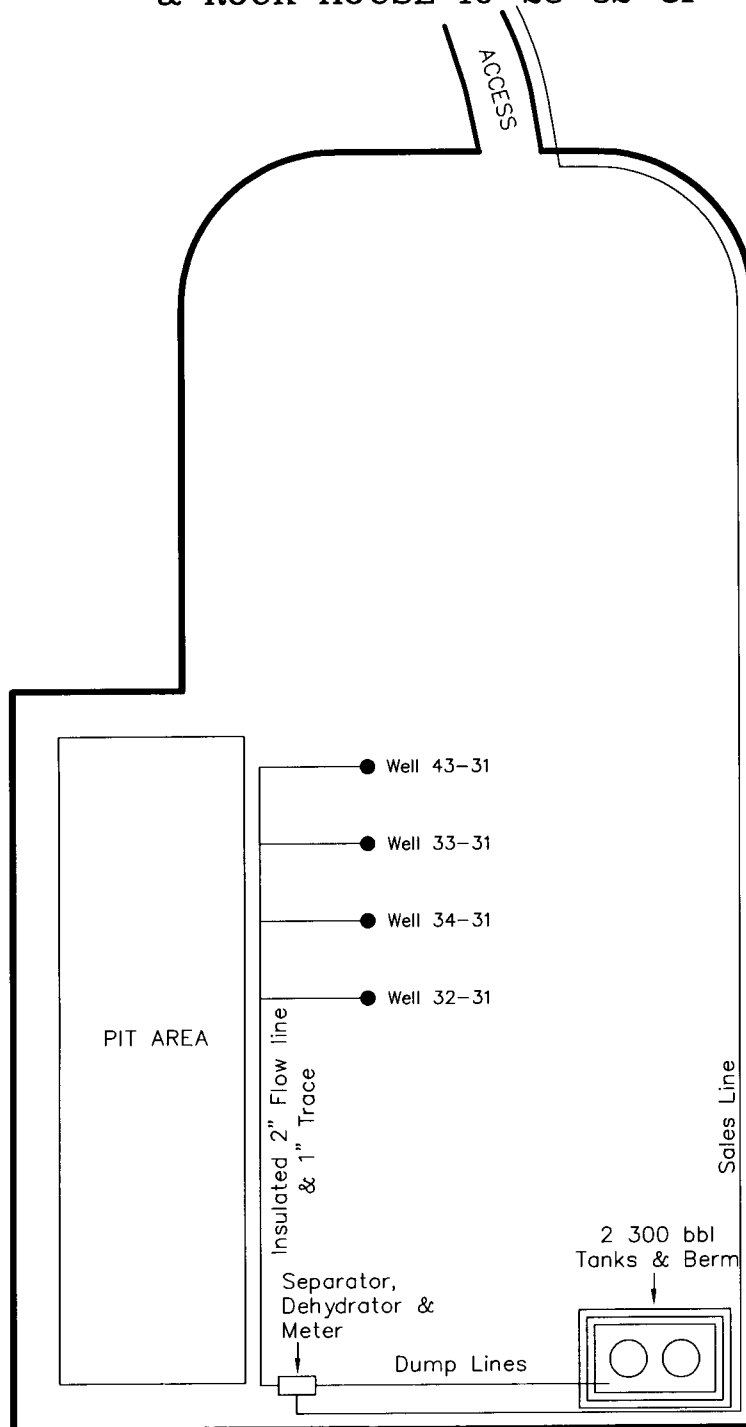 ACCESS
Well 43-31
Well 33-31
Well 34-31
Well 32-31
PIT AREA
Insulated 2" Flow line
& 1" Trace
Sales Line
2 300 bbl
Tanks & Berm
Separator,
Dehydrator &
Meter
Dump Lines